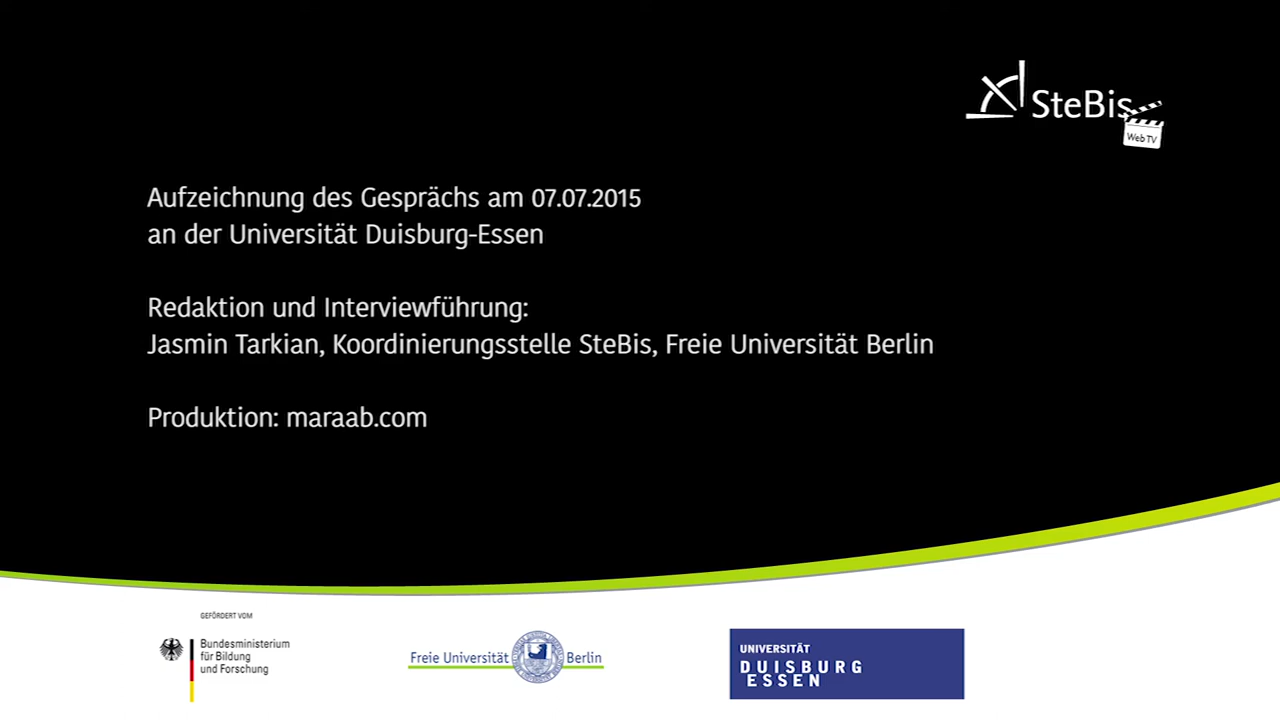 SteBis
Web TV
Aufzeichnung des Gesprächs am 07.07.2015
an der Universität Duisburg-Essen
Redaktion und Interviewführung:
Jasmin Tarkian, Koordinierungsstelle SteBis, Freie Universität Berlin
Produktion: maraab.com
GEFÖRDERT VOM
Bundesministerium
für Bildung
und Forschung
Freie Universität Berlin
UNIVERSITÄT
DUISBURG
ESSEN